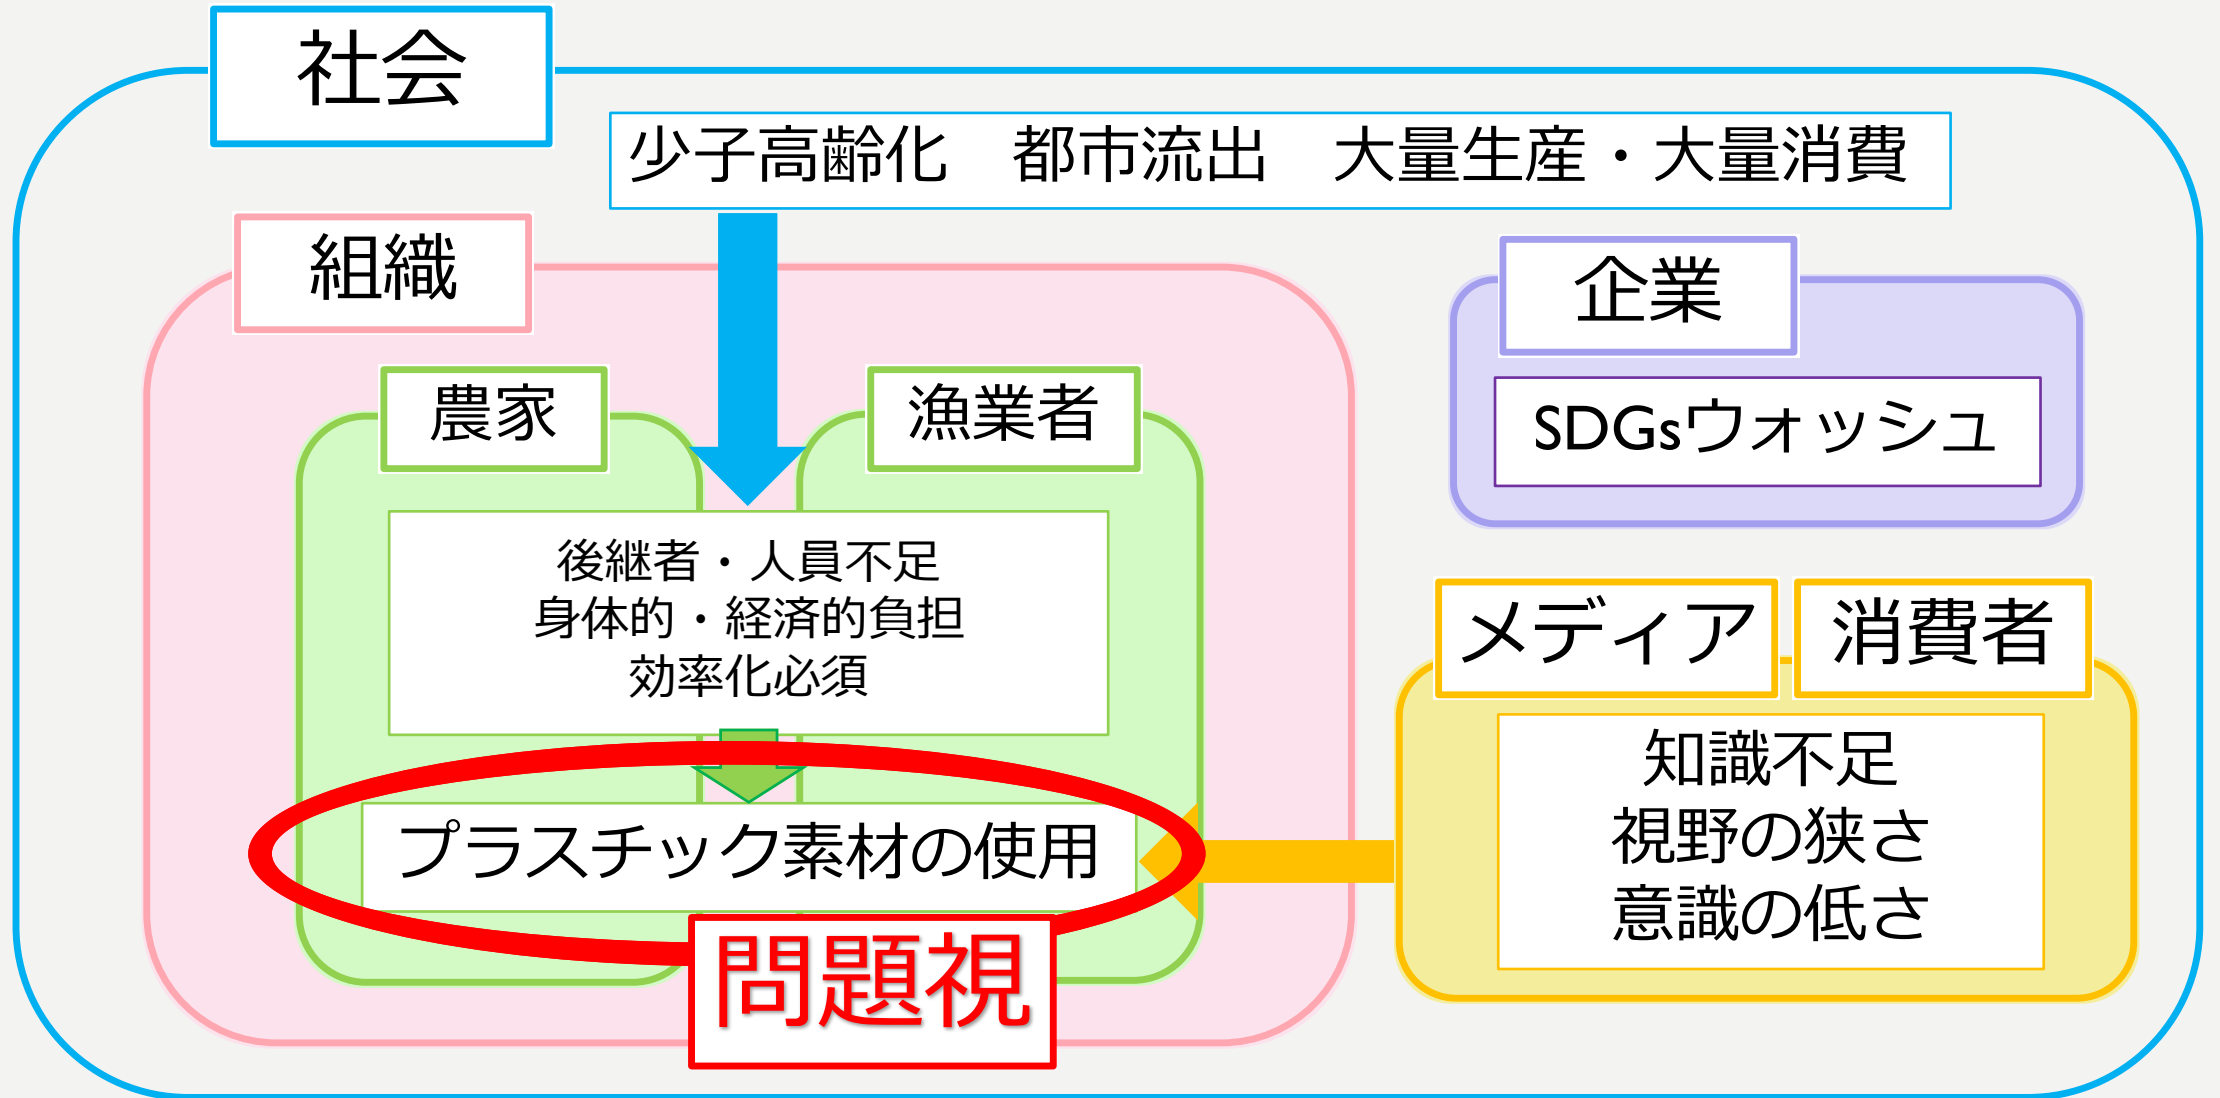 社会
少子高齢化　都市流出　大量生産・大量消費
組織
農家
漁業者
後継者・人員不足
身体的・経済的負担
効率化必須
プラスチック素材の使用
問題視
企業
SDGsウォッシュ
メディア
消費者
知識不足
視野の狭さ
意識の低さ